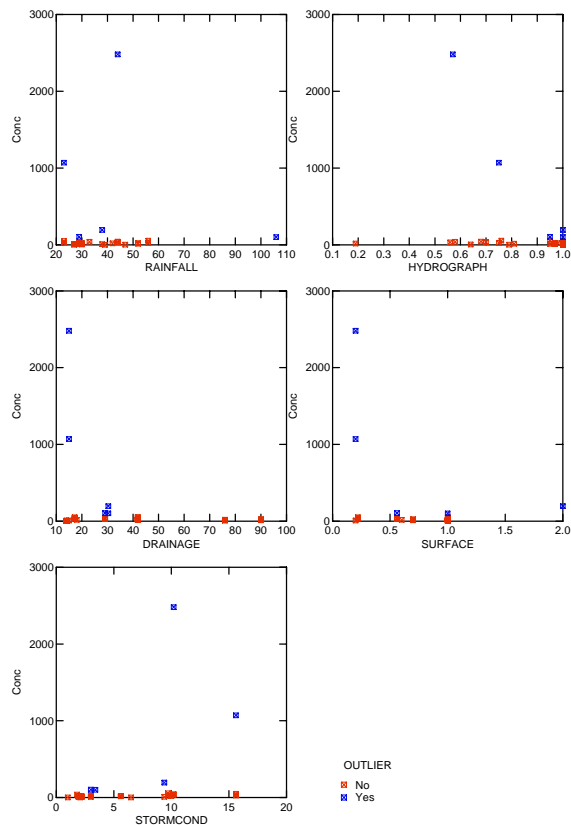 3000
2000
1000
0
Conc
20 30 40 50 60 70 80 90 100 110
RAINFALL
3000
2000
1000
0
Conc
0.1 0.2 0.3 0.4 0.5 0.6 0.7 0.8 0.9 1.0
HYDROGRAPH
3000
2000
1000
0
Conc
10 20 30 40 50 60 70 80 90 100
DRAINAGE
3000
2000
1000
0
Conc
0.0 0.5 1.0 1.5 2.0
SURFACE
3000
2000
1000
0
Conc
0 5 10 15 20
STORMCOND
OUTLIER
No
Yes